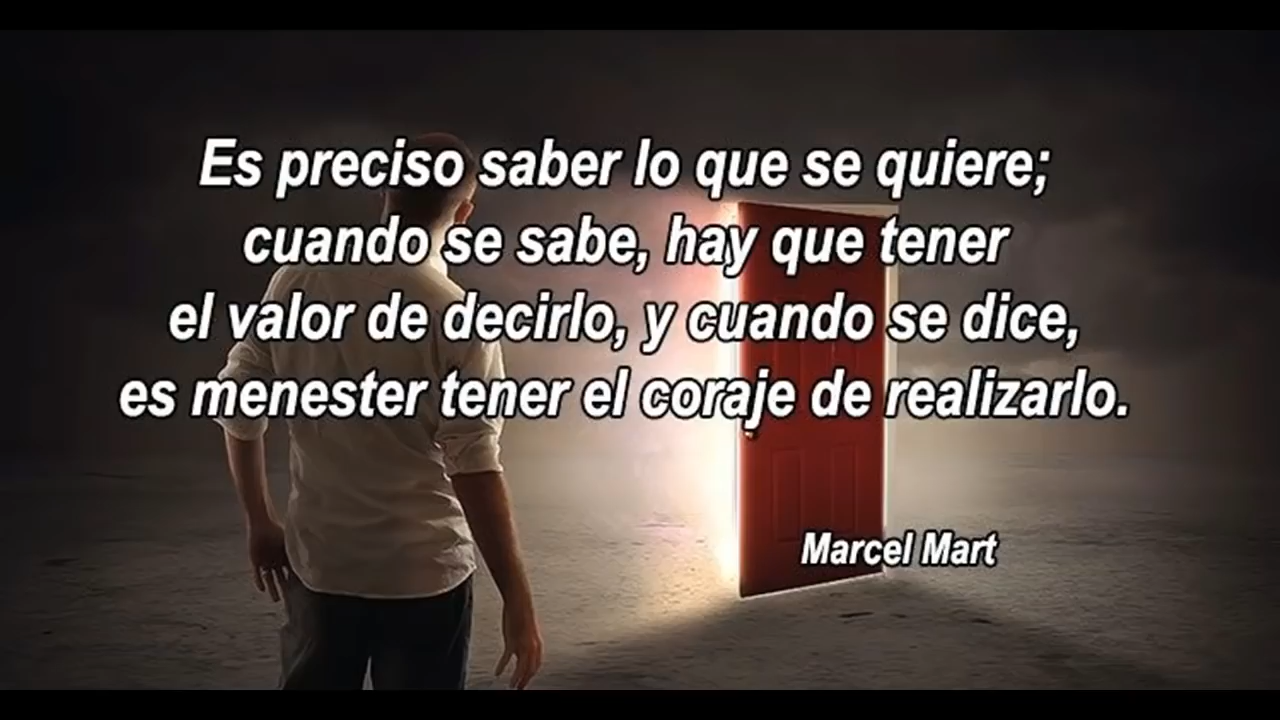 Es preciso saber lo que se quiere;
cuando se sabe, hay que tener
el valor de decirlo, y cuando se dice,
es menester tener el coraje de realizarlo.
Marcel Mart